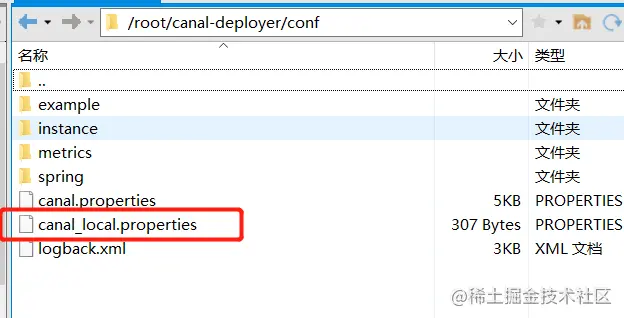 /root/canal-deployer/conf
名称 大小 类型
..
example 文件夹
instance 文件夹
metrics 文件夹
spring 文件夹
canal.properties 5KB PROPERTIES
canal_local.properties 307 Bytes PROPERTIES
logback.xml 3KB XML 文档
@稀土掘金技术社区